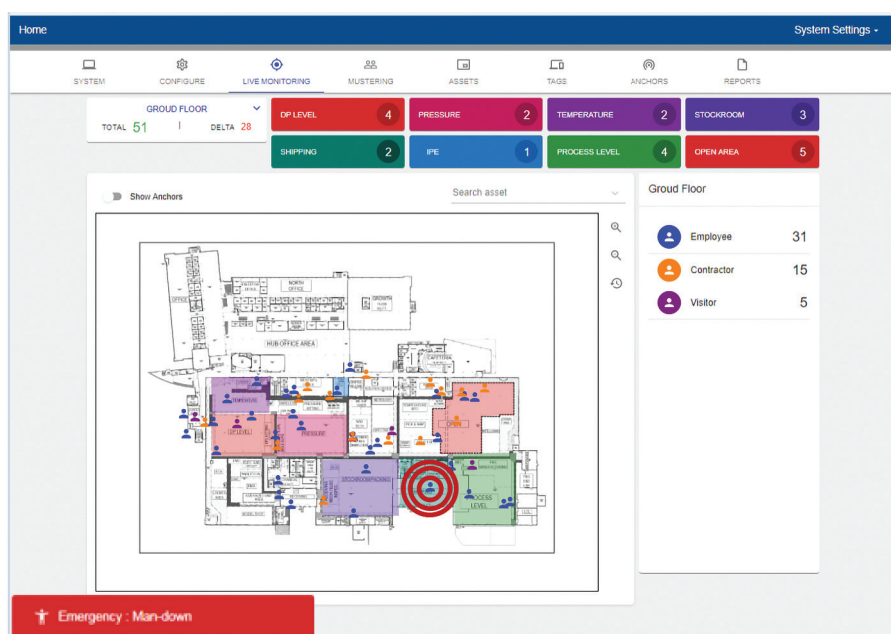 Home
System Settings
SYSTEM
CONFIGURE
LIVE MONITORING
MUSTERING
ASSETS
TAGS
ANCHORS
REPORTS
GROUD FLOOR
TOTAL 51 | DELTA 28
DP LEVEL 4
PRESSURE 2
TEMPERATURE 2
STOCKROOM 3
SHIPPING 2
IPE 1
PROCESS LEVEL 4
OPEN AREA 5
Show Anchors
Search asset
Groud Floor
Employee 31
Contractor 15
Visitor 5
NORTH
OFFICE
OFFICE
GROWTH
HUB OFFICE AREA
CAFETERIA
TEMPERATURE
DP LEVEL
PRESSURE
OPEN
STOCKROOM/PACKING
PROCESS
LEVEL
Emergency : Man-down